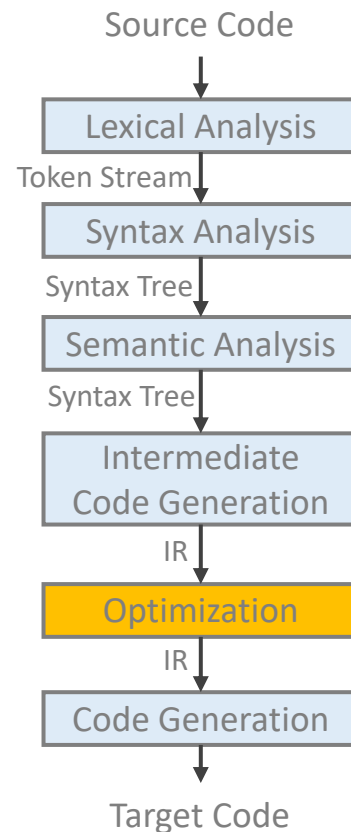 Source Code
Lexical Analysis
Token Stream
Syntax Analysis
Syntax Tree
Semantic Analysis
Syntax Tree
Intermediate
Code Generation
IR
Optimization
IR
Code Generation
Target Code